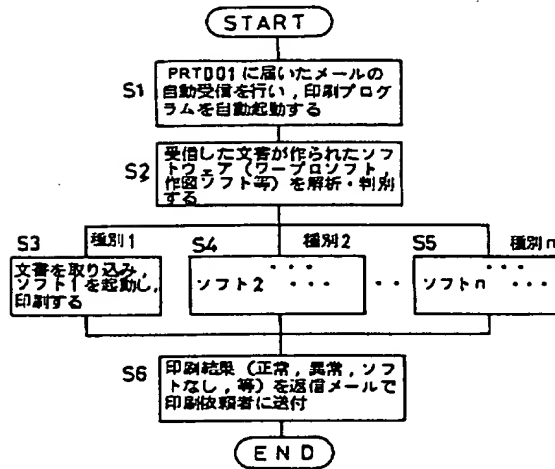 START
S1
PRT001に届いたメールの
自動受信を行い,印刷プログ
ラムを自動起動する
S2
受信した文書が作られたソフ
トウェア(ワープロソフト,
作図ソフト等)を解析・判別
する
S3 種別1 S4 種別2 S5 種別n
文書を取り込み,
ソフト1を起動し,
印刷する
ソフト2 ・・・ ・・・
・・
ソフトn ・・・ ・・・
S6
印刷結果(正常,異常,ソフ
トなし,等)を返信メールで
印刷依頼者に送付
END